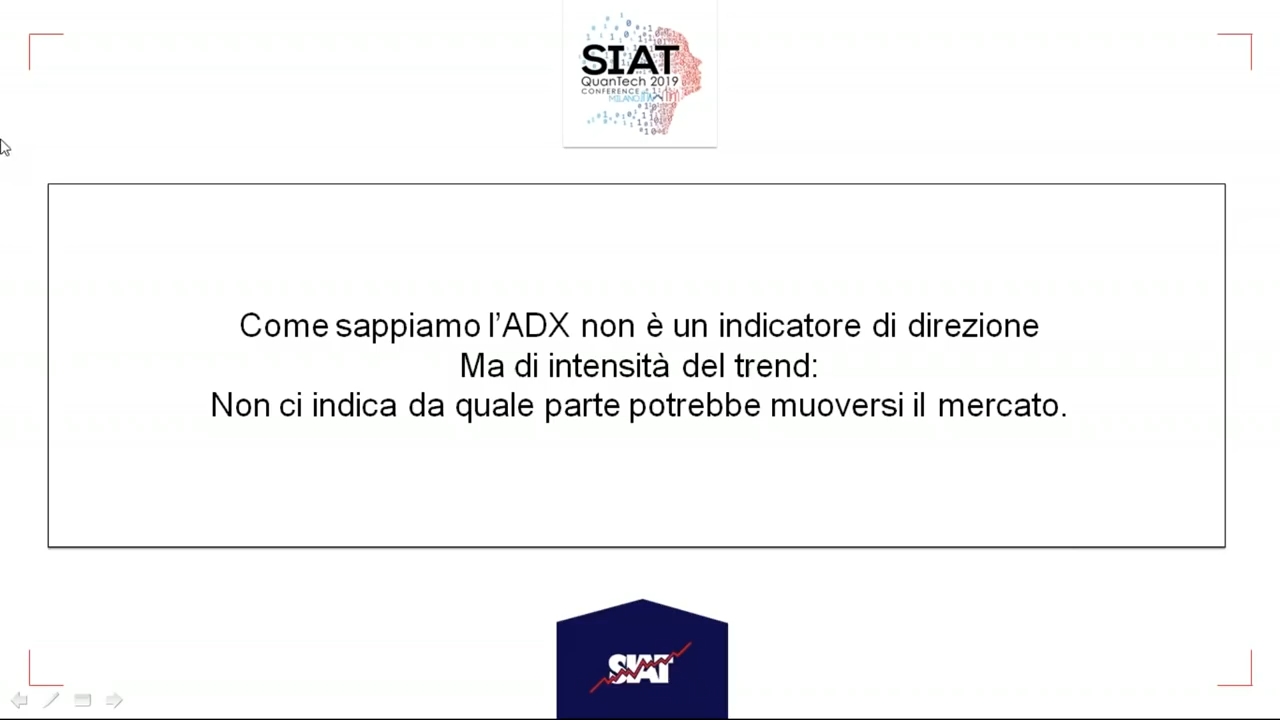 SIAT
QuanTech 2019
CONFERENCE
Come sappiamo l’ADX non è un indicatore di direzione
Ma di intensità del trend:
Non ci indica da quale parte potrebbe muoversi il mercato.
SIAT